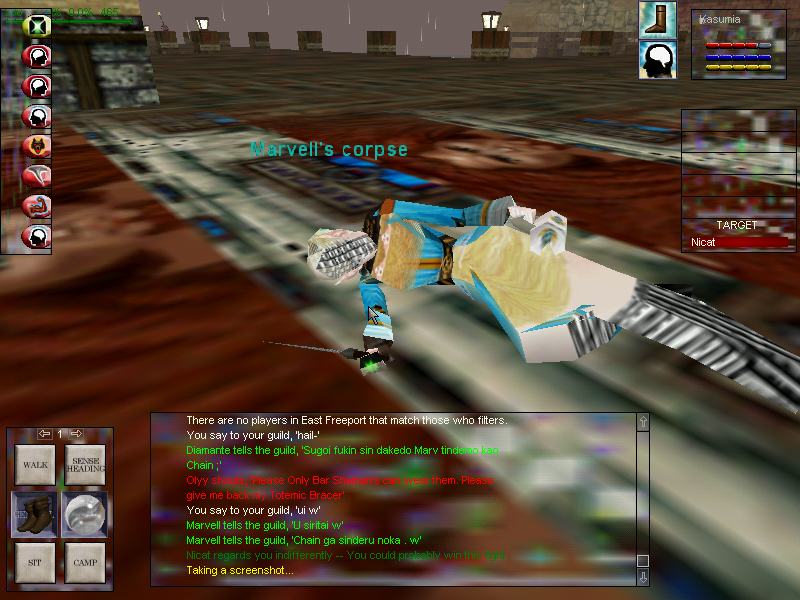 Kasumia
Marvell's corpse
TARGET
Nicat
1
WALK
SENSE
HEADING
SIT
CAMP
There are no players in East Freeport that match those who filters.
You say to your guild, 'hail-'
Diamante tells the guild, 'Sugoi fukin sin dakedo Marv tindeno kao
Chain ;'
Olyy shouts, 'Please Only Bar Shamans can wear them. Please
give me back my Totemic Bracer'
You say to your guild, 'ui w'
Marvell tells the guild, 'U siritai w'
Marvell tells the guild, 'Chain ga sinderu noka . w'
Nicat regards you indifferently -- You could probably win this fight.
Taking a screenshot...